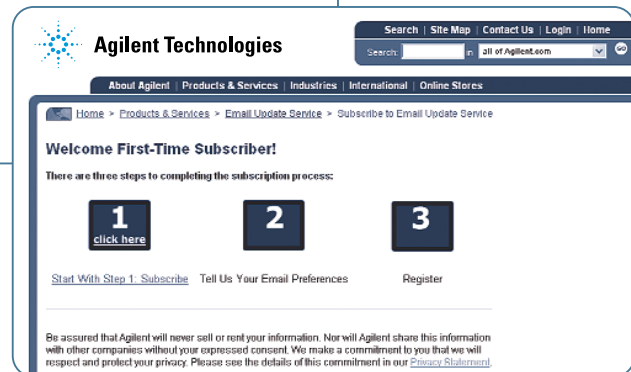 Agilent Technologies
Search | Site Map | Contact Us | Login | Home
Search: in all of Agilent.com GO
About Agilent | Products & Services | Industries | International | Online Stores
Home > Products & Services > Email Update Service > Subscribe to Email Update Service
Welcome First-Time Subscriber!
There are three steps to completing the subscription process:
1 2 3
click here
Start With Step 1: Subscribe Tell Us Your Email Preferences Register
Be assured that Agilent will never sell or rent your information. Nor will Agilent share this information
with other companies without your expressed consent. We make a commitment to you that we will
respect and protect your privacy. Please see the details of this commitment in our Privacy Statement.